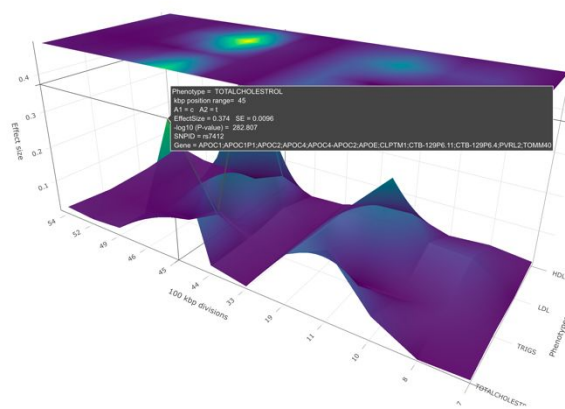 0.4
0.3
0.2
0.1
Effect size
Phenotype = TOTALCHOLESTROL
kbp position range= 45
A1 = c A2 = t
EffectSize = 0.374 SE = 0.0096
-log10 (P-value) = 282.807
SNPID = rs7412
Gene = APOC1;APOC1P1;APOC2;APOC4;APOC4-APOC2;APOE;CLPTM1;CTB-129P6.11;CTB-129P6.4;PVRL2;TOMM40
54
52
49
46
45
44
33
19
11
10
8
2
100 kbp divisions
HDL
LDL
TRIGS
TOTALCHOLESTR
Phenotype